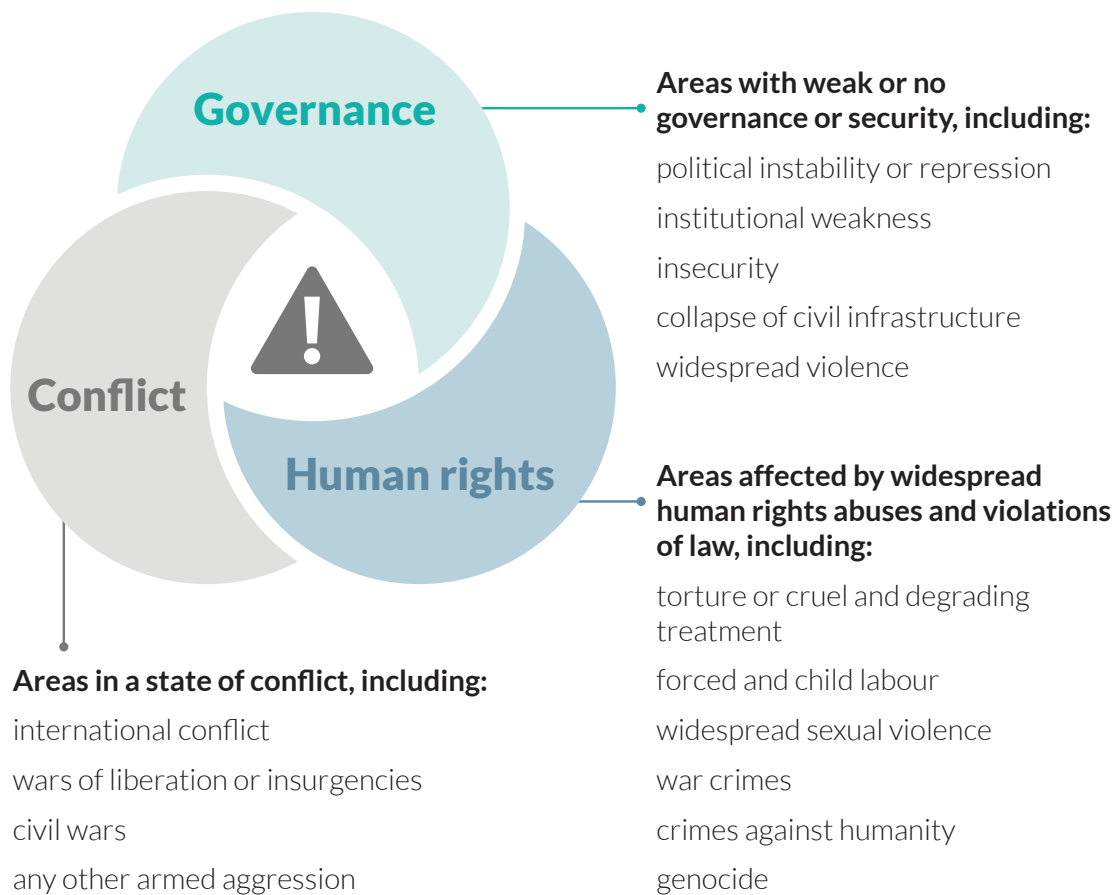 Governance
Conflict
Human rights
Areas with weak or no
governance or security, including:
political instability or repression
institutional weakness
insecurity
collapse of civil infrastructure
widespread violence
Areas affected by widespread
human rights abuses and violations
of law, including:
torture or cruel and degrading
treatment
forced and child labour
widespread sexual violence
war crimes
crimes against humanity
genocide
Areas in a state of conflict, including:
international conflict
wars of liberation or insurgencies
civil wars
any other armed aggression